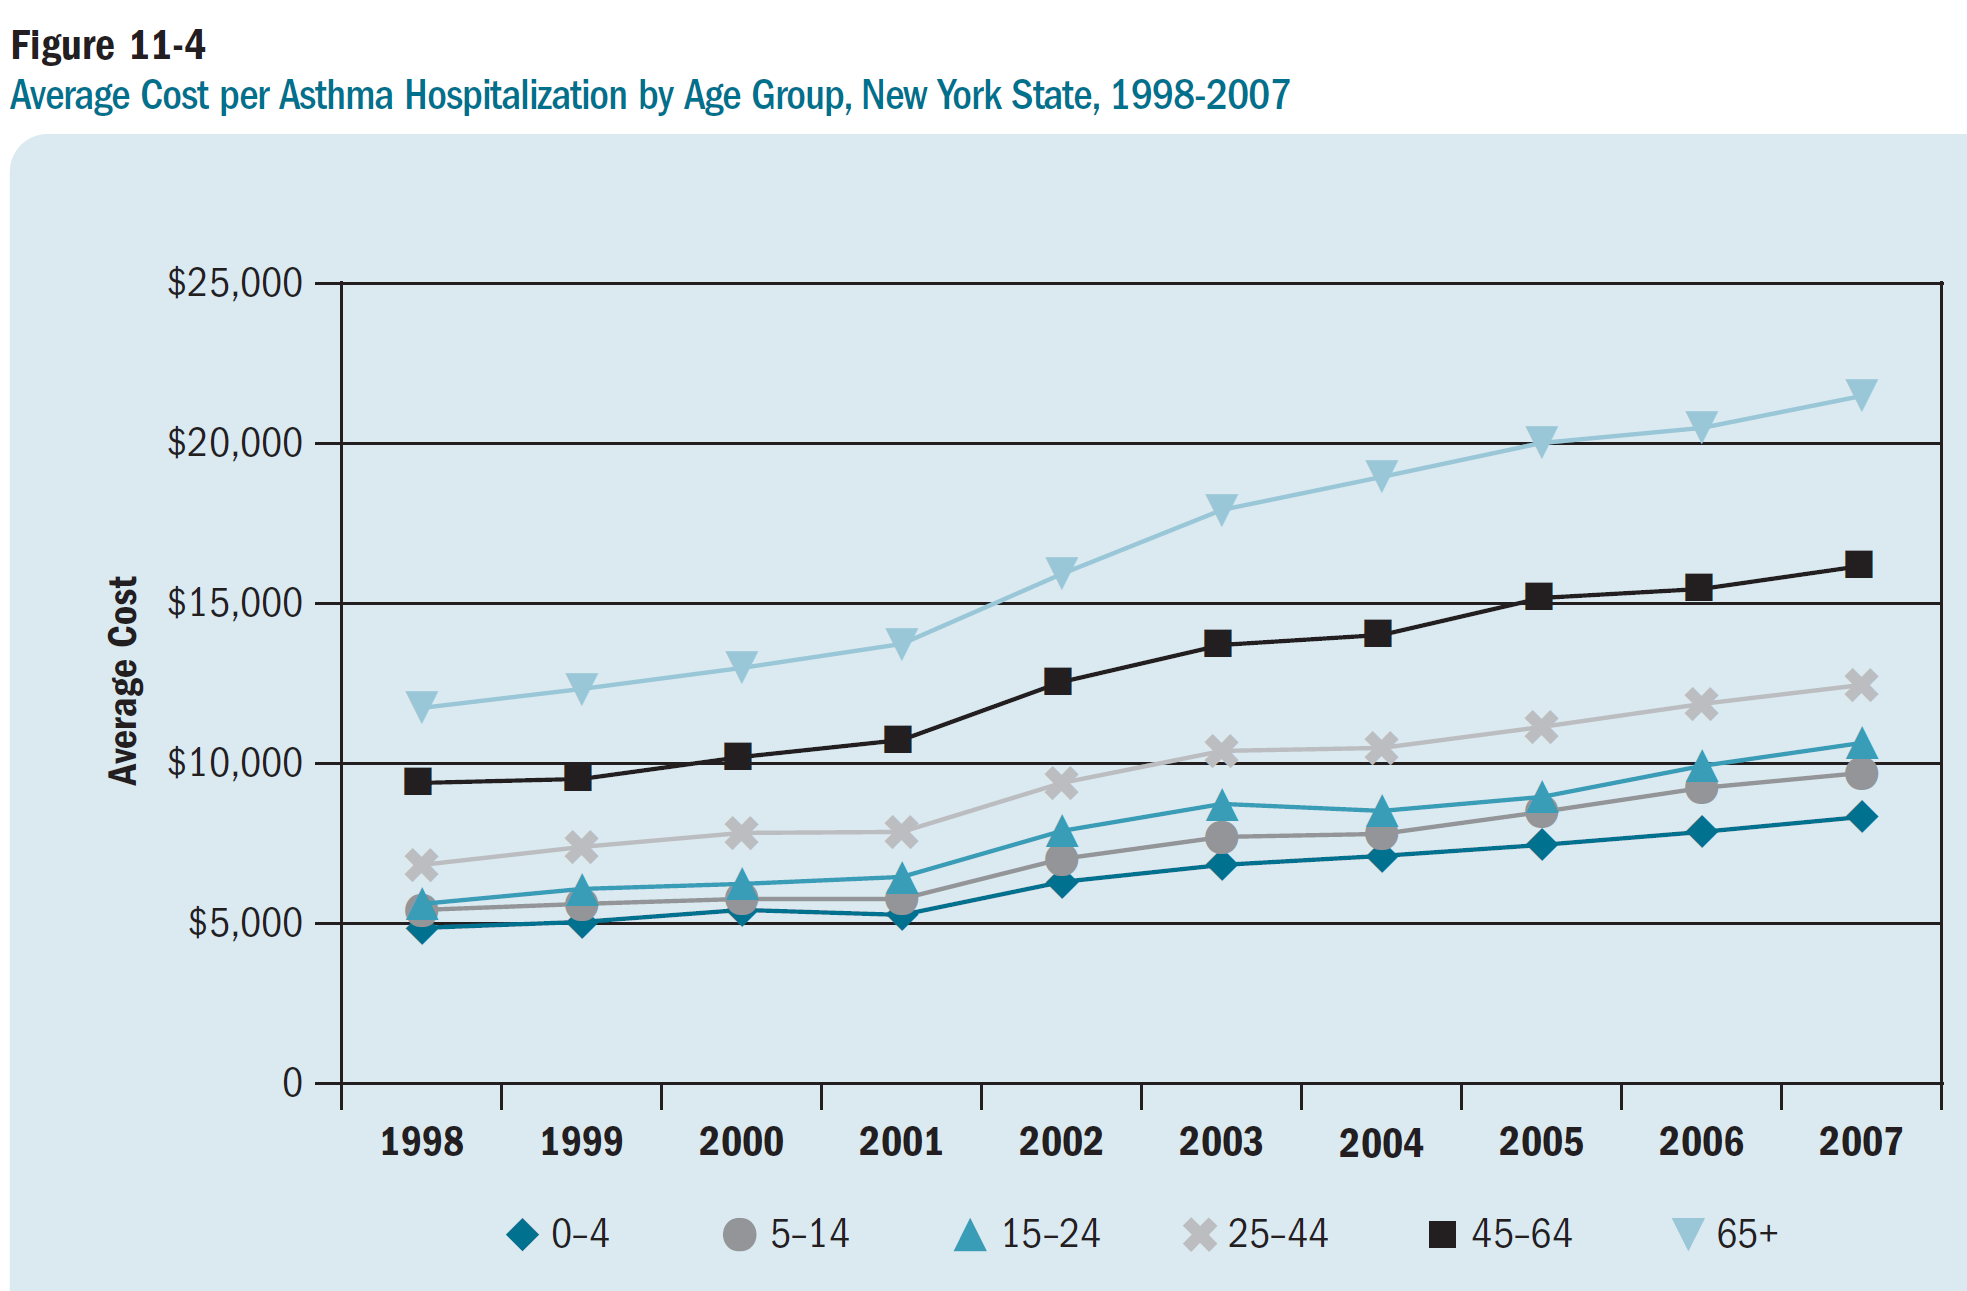 Figure 11-4
Average Cost per Asthma Hospitalization by Age Group, New York State, 1998-2007
$25,000
$20,000
$15,000
$10,000
$5,000
0
Average Cost
1998 1999 2000 2001 2002 2003 2004 2005 2006 2007
0–4 5–14 15–24 25–44 45–64 65+